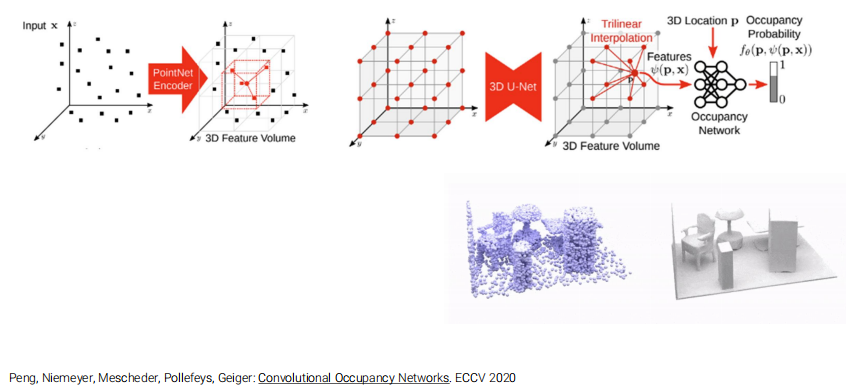 Input x
z
x
y
PointNet
Encoder
z
x
y
3D Feature Volume
z
x
y
3D U-Net
z
x
y
Trilinear
Interpolation
p
3D Feature Volume
Features
ψ(p, x)
3D Location p
Occupancy
Network
Occupancy
Probability
fθ(p, ψ(p, x))
1
0
Peng, Niemeyer, Mescheder, Pollefeys, Geiger: Convolutional Occupancy Networks. ECCV 2020